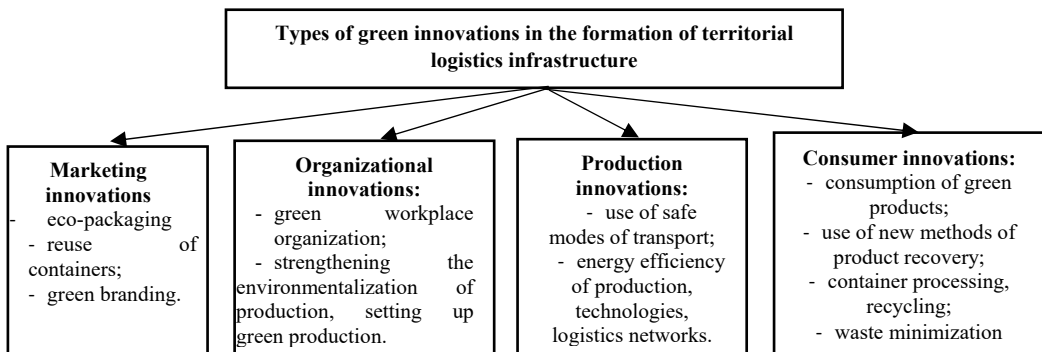 Types of green innovations in the formation of territorial
logistics infrastructure
Marketing
innovations
- eco-packaging
- reuse of
containers;
- green branding.
Organizational
innovations:
- green workplace
organization;
- strengthening the
environmentalization of
production, setting up
green production.
Production
innovations:
- use of safe
modes of transport;
- energy efficiency
of production,
technologies,
logistics networks.
Consumer innovations:
- consumption of green
products;
- use of new methods of
product recovery;
- container processing,
recycling;
- waste minimization